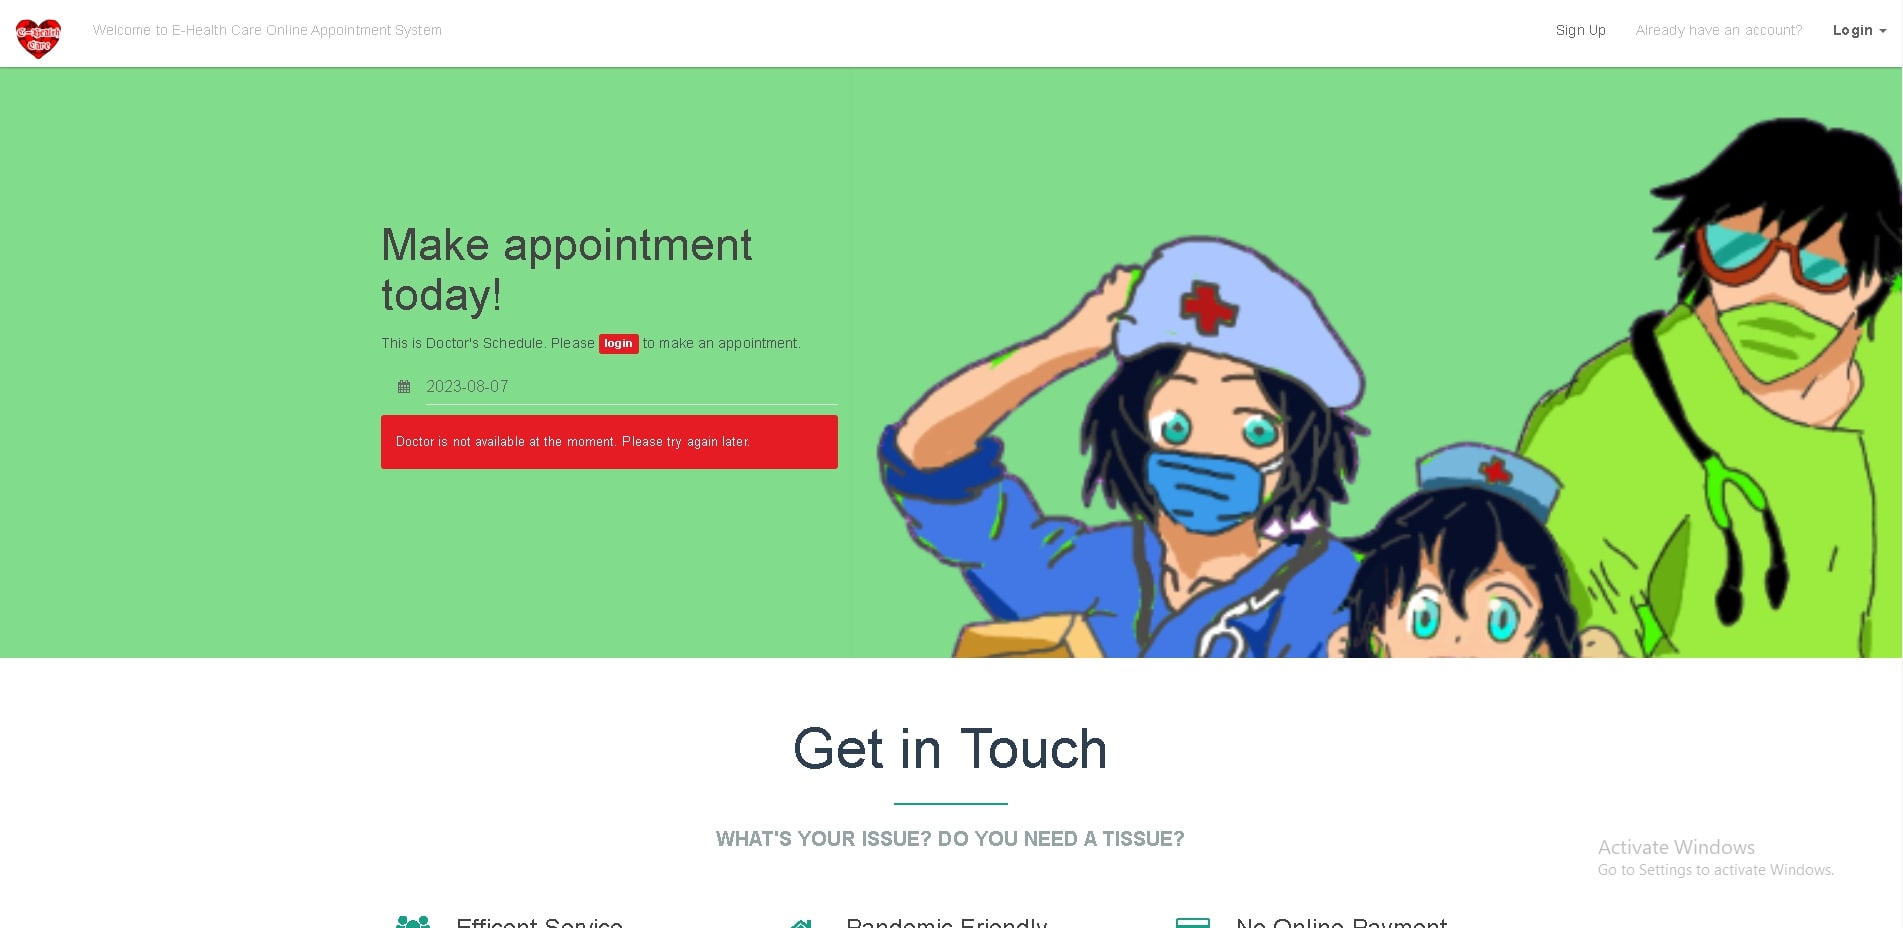 E-Health
Care
Welcome to E-Health Care Online Appointment System
Sign Up
Already have an account?
Login
Make appointment
today!
This is Doctor's Schedule. Please login to make an appointment.
2023-08-07
Doctor is not available at the moment. Please try again later.
Get in Touch
WHAT'S YOUR ISSUE? DO YOU NEED A TISSUE?
Activate Windows
Go to Settings to activate Windows.
Efficent Service
Pandemic Friendly
No Online Payment